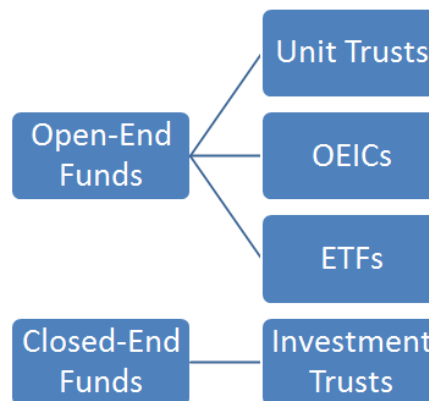 Unit Trusts
Open-End
Funds
OEICs
ETFs
Closed-End
Funds
Investment
Trusts